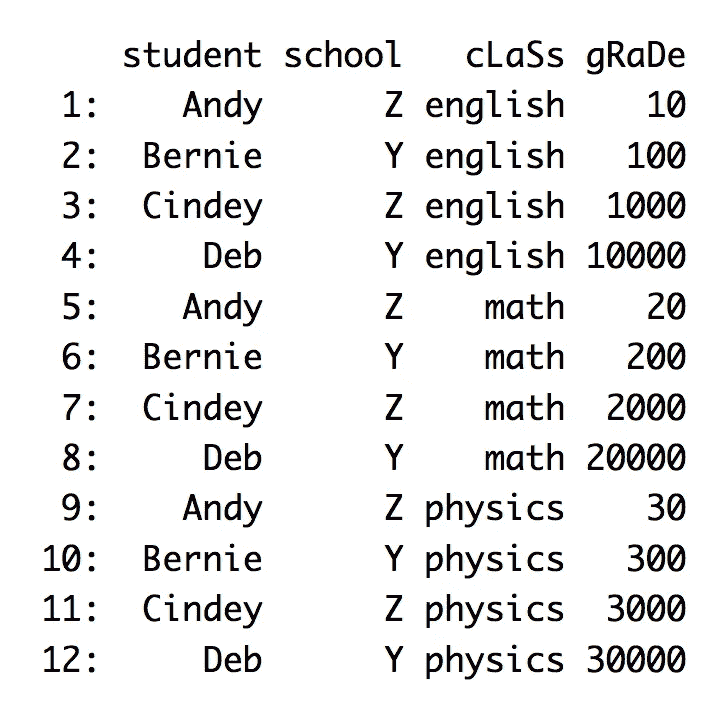 student school cLaSs gRaDe
1: Andy Z english 10
2: Bernie Y english 100
3: Cindey Z english 1000
4: Deb Y english 10000
5: Andy Z math 20
6: Bernie Y math 200
7: Cindey Z math 2000
8: Deb Y math 20000
9: Andy Z physics 30
10: Bernie Y physics 300
11: Cindey Z physics 3000
12: Deb Y physics 30000